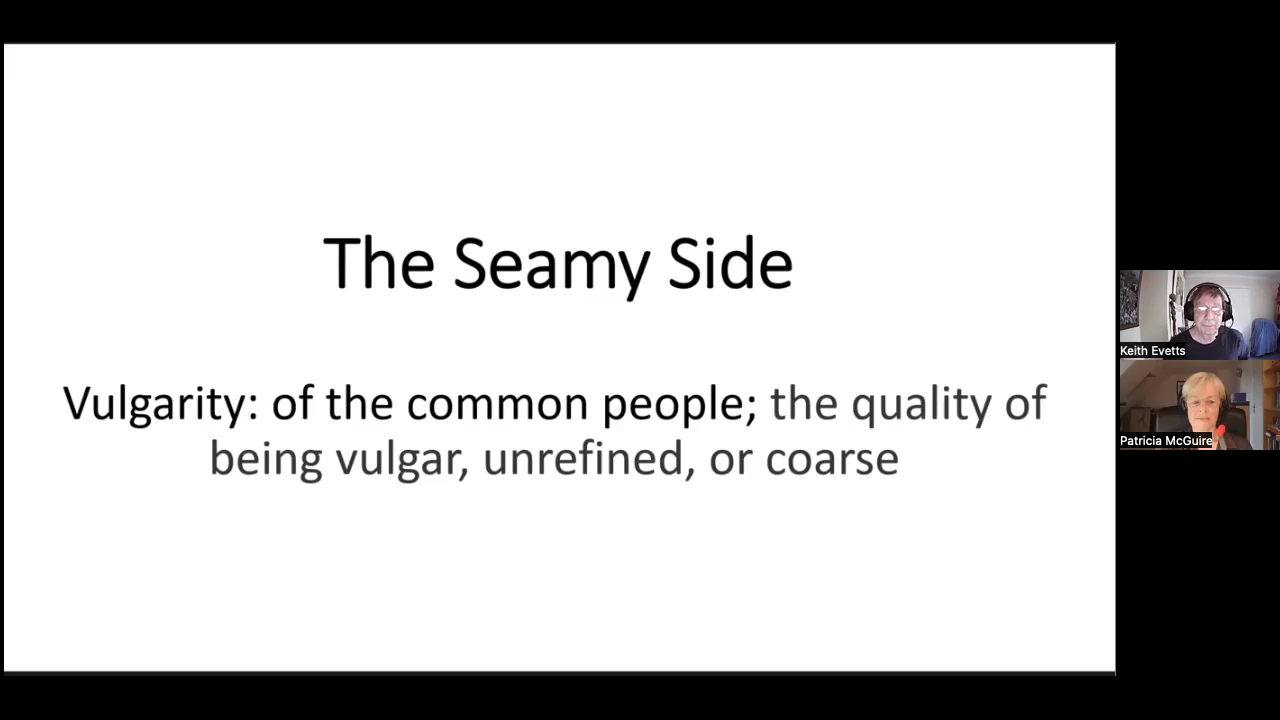 The Seamy Side
Vulgarity: of the common people; the quality of
being vulgar, unrefined, or coarse
Keith Evetts
Patricia McGuire